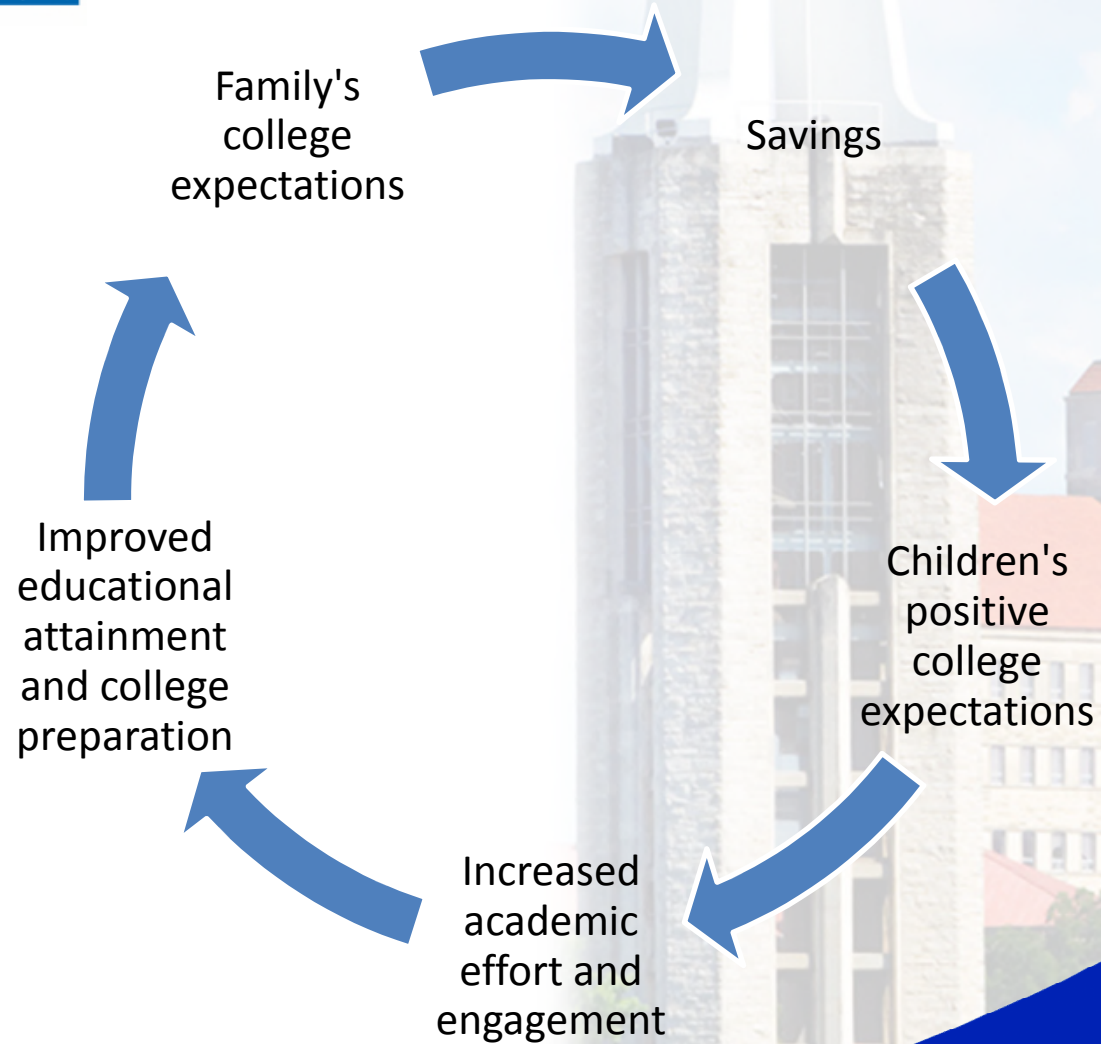 Family's
college
expectations
Savings
Children's
positive
college
expectations
Increased
academic
effort and
engagement
Improved
educational
attainment
and college
preparation